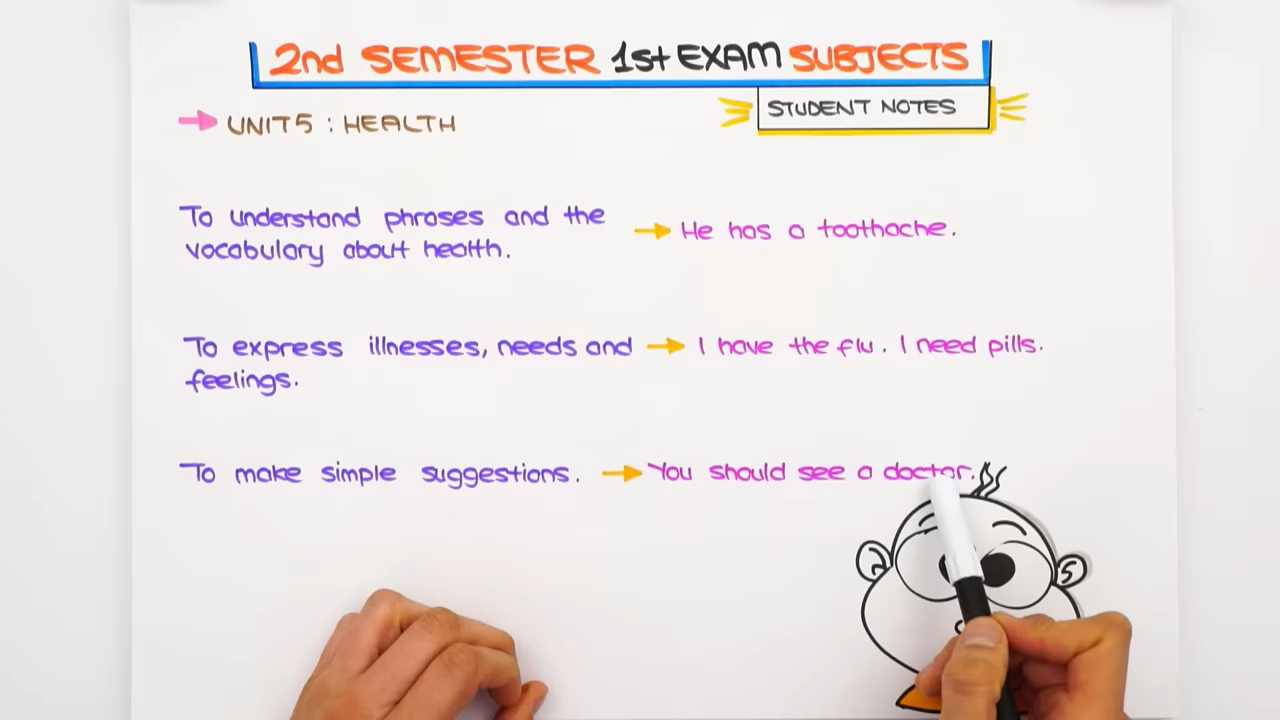 2nd SEMESTER 1st EXAM SUBJECTS
STUDENT NOTES
UNIT5 : HEALTH
To understand phrases and the
vocabulary about health.
He has a toothache.
To express illnesses, needs and
feelings.
I have the flu. I need pills.
To make simple suggestions.
You should see a doctor.